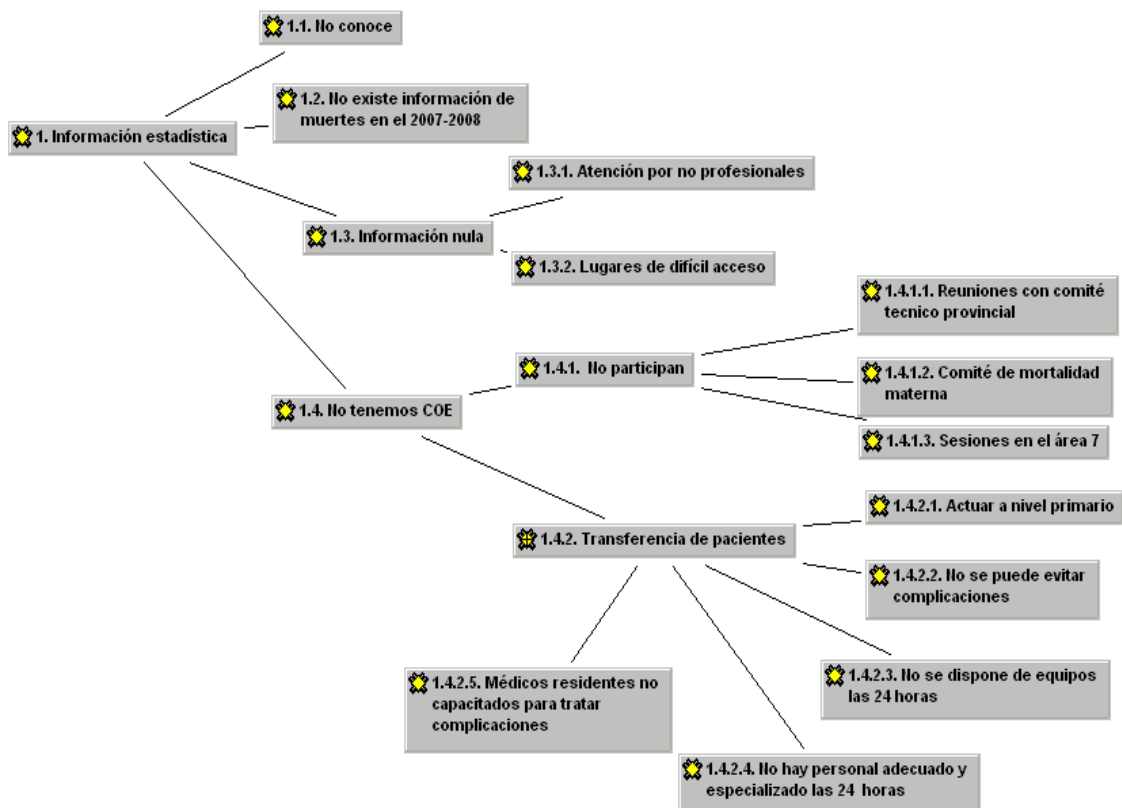 1.1. No conoce
1.2. No existe información de
muertes en el 2007-2008
1. Información estadística
1.3.1. Atención por no profesionales
1.3. Información nula
1.3.2. Lugares de difícil acceso
1.4.1.1. Reuniones con comité
tecnico provincial
1.4.1. No participan
1.4.1.2. Comité de mortalidad
materna
1.4. No tenemos COE
1.4.1.3. Sesiones en el área 7
1.4.2.1. Actuar a nivel primario
1.4.2. Transferencia de pacientes
1.4.2.2. No se puede evitar
complicaciones
1.4.2.3. No se dispone de equipos
las 24 horas
1.4.2.5. Médicos residentes no
capacitados para tratar
complicaciones
1.4.2.4. No hay personal adecuado y
especializado las 24 horas